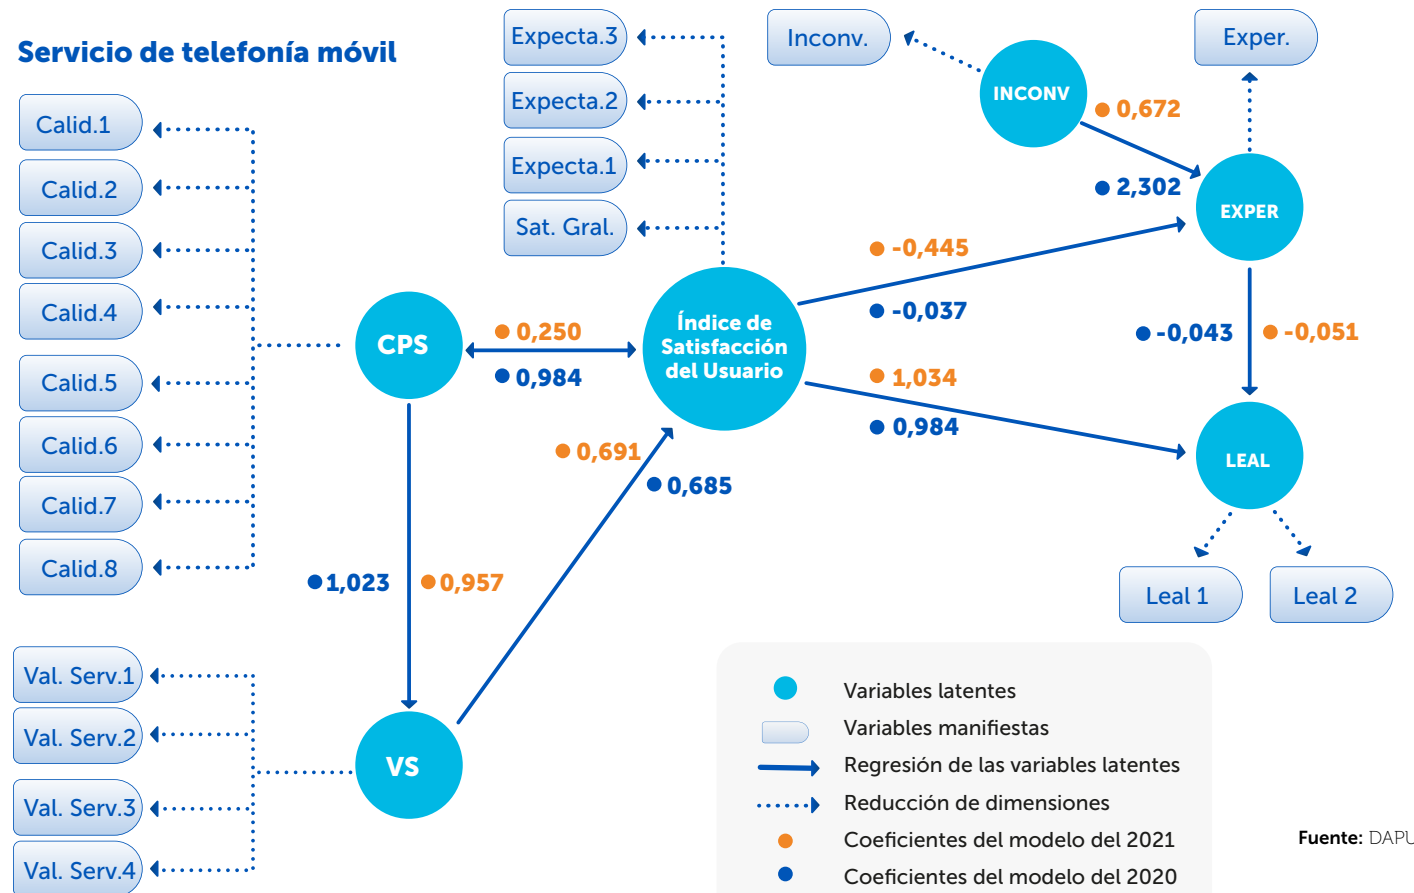 Servicio de telefonía móvil
Calid.1
Calid.2
Calid.3
Calid.4
Calid.5
Calid.6
Calid.7
Calid.8
Val. Serv.1
Val. Serv.2
Val. Serv.3
Val. Serv.4
Expecta.3
Expecta.2
Expecta.1
Sat. Gral.
Inconv.
Exper.
INCONV
0,672
2,302
EXPER
-0,445
-0,037
CPS
0,250
0,984
Índice de
Satisfacción
del Usuario
-0,043
-0,051
1,034
0,984
0,691
0,685
LEAL
1,023
0,957
Leal 1
Leal 2
VS
Variables latentes
Variables manifiestas
Regresión de las variables latentes
Reducción de dimensiones
Coeficientes del modelo del 2021
Coeficientes del modelo del 2020
Fuente: DAPU